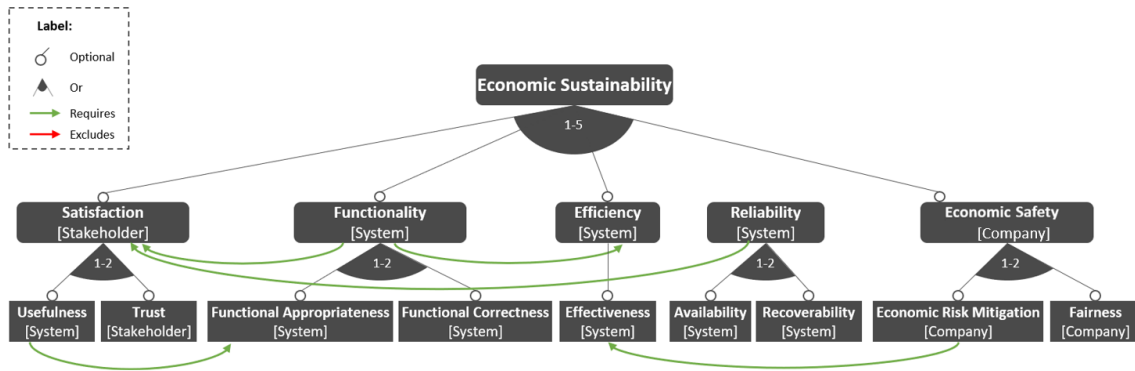 Label:
Optional
Or
Requires
Excludes
Economic Sustainability
1-5
Satisfaction
[Stakeholder]
Functionality
[System]
Efficiency
[System]
Reliability
[System]
Economic Safety
[Company]
1-2
1-2
1-2
1-2
Usefulness
[System]
Trust
[Stakeholder]
Functional Appropriateness
[System]
Functional Correctness
[System]
Effectiveness
[System]
Availability
[System]
Recoverability
[System]
Economic Risk Mitigation
[Company]
Fairness
[Company]